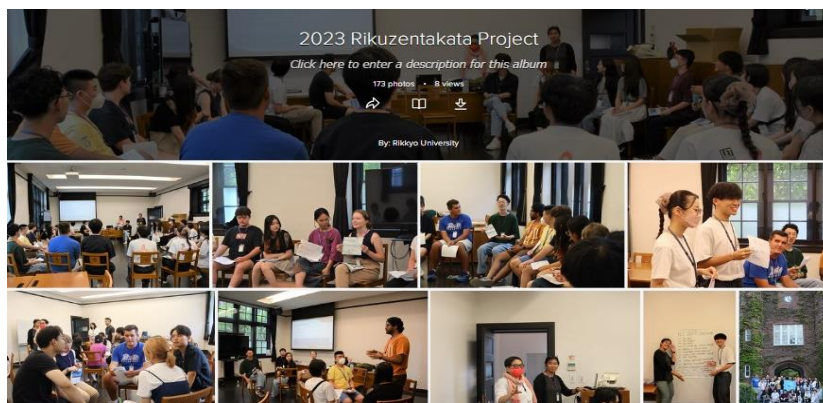 2023 Rikuzentakata Project
Click here to enter a description for this album
173 photos • 8 views
By: Rikkyo University